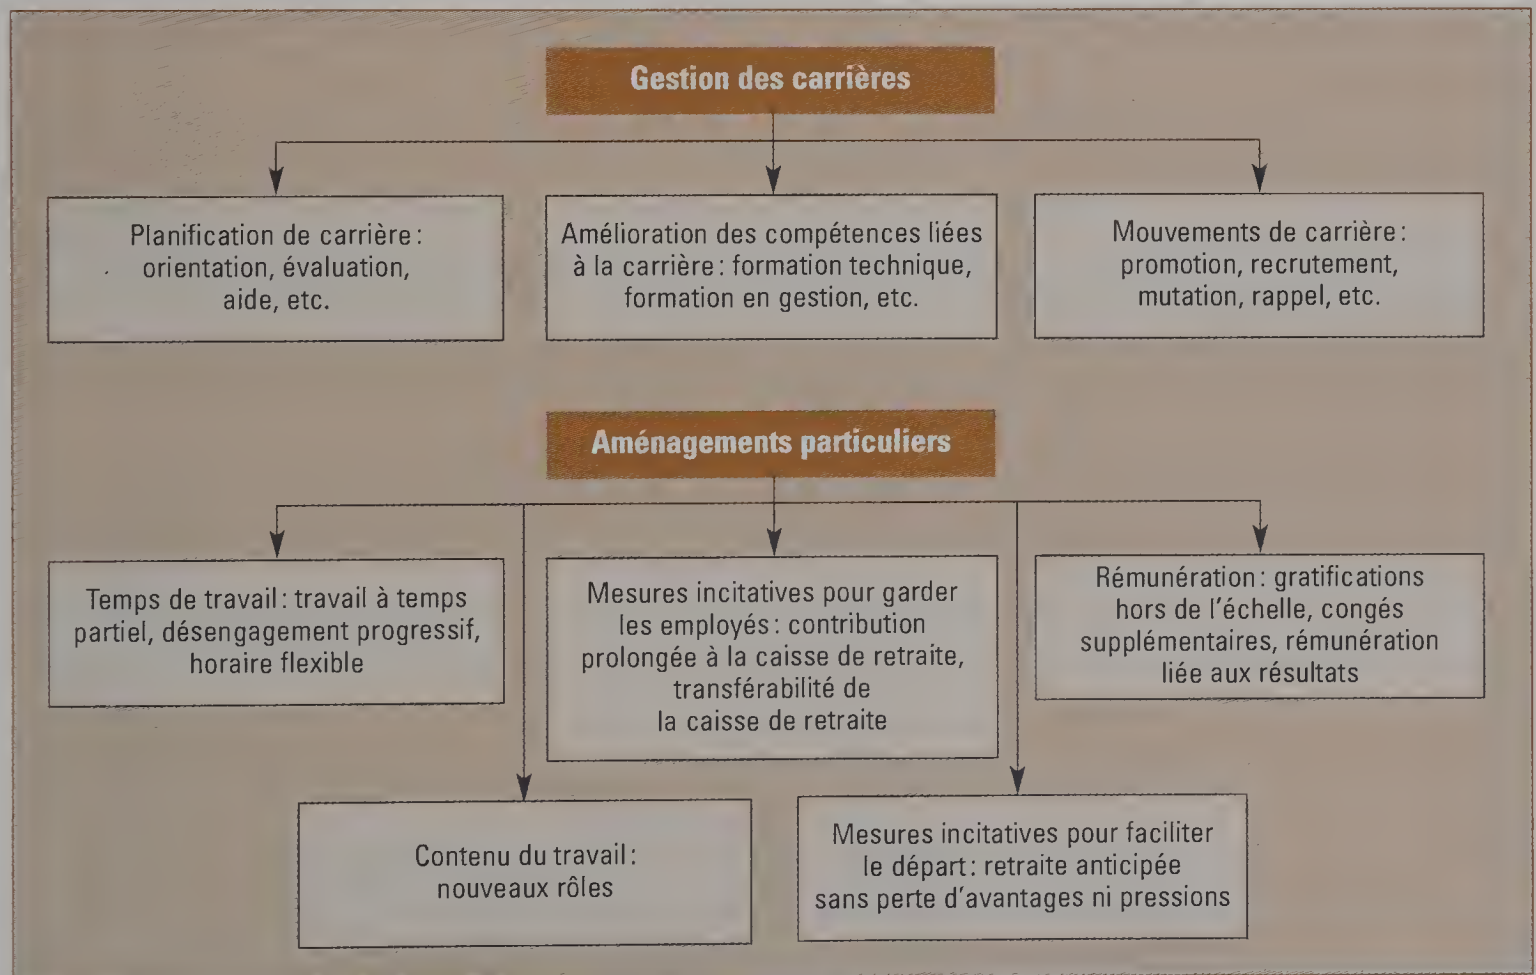 Gestion des carrières
Planification de carrière :
orientation, évaluation,
aide, etc.
Amélioration des compétences liées
à la carrière : formation technique,
formation en gestion, etc.
Mouvements de carrière :
promotion, recrutement,
mutation, rappel, etc.
Aménagements particuliers
Temps de travail : travail à temps
partiel, désengagement progressif,
horaire flexible
Mesures incitatives pour garder
les employés : contribution
prolongée à la caisse de retraite,
transférabilité de
la caisse de retraite
Rémunération : gratifications
hors de l'échelle, congés
supplémentaires, rémunération
liée aux résultats
Contenu du travail :
nouveaux rôles
Mesures incitatives pour faciliter
le départ : retraite anticipée
sans perte d'avantages ni pressions